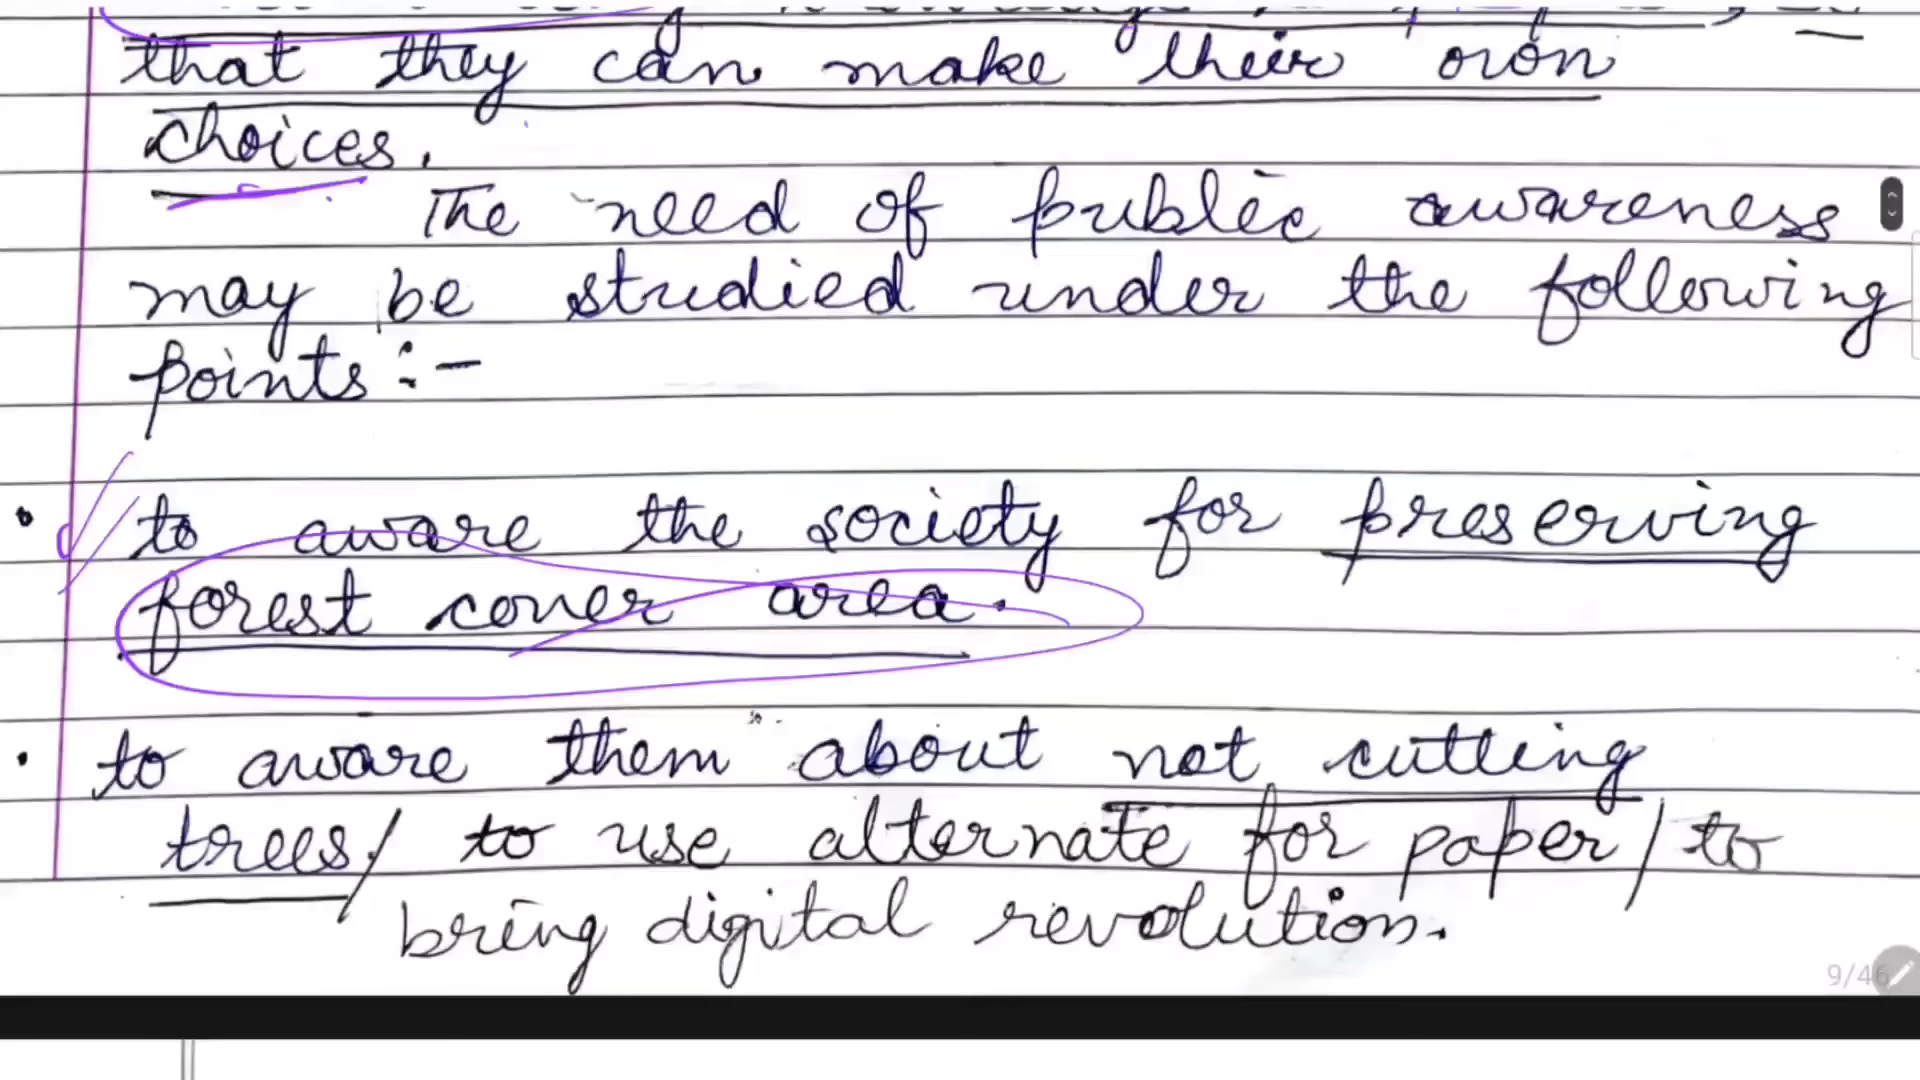 that they can make their own
choices.
The need of public awareness
may be studied under the following
points :-
• to aware the society for preserving
forest cover area.
• to aware them about not cutting
trees / to use alternate for paper / to
bring digital revolution.
9/46